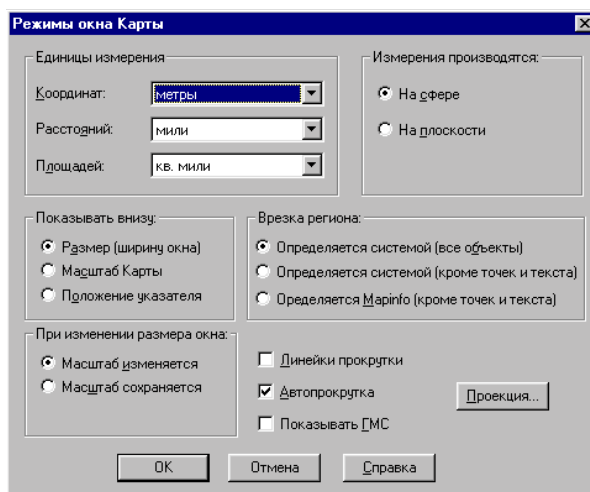 Режимы окна Карты
Единицы измерения
Координат: метры
Расстояний: мили
Площадей: кв. мили
Измерения производятся:
На сфере
На плоскости
Показывать внизу:
Размер (ширину окна)
Масштаб Карты
Положение указателя
Врезка региона:
Определяется системой (все объекты)
Определяется системой (кроме точек и текста)
Оределяется Mapinfo (кроме точек и текста)
При изменении размера окна:
Масштаб изменяется
Масштаб сохраняется
Линейки прокрутки
Автопрокрутка
Показывать ГМС
Проекция...
OK Отмена Справка